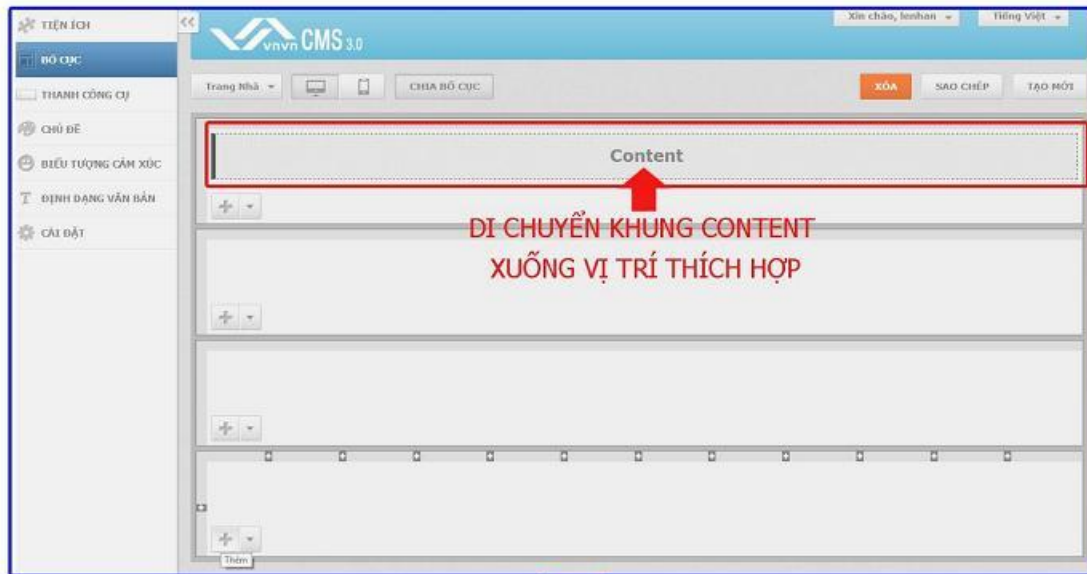 TIỆN ÍCH
BỐ CỤC
THANH CÔNG CỤ
CHỦ ĐỀ
BIỂU TƯỢNG CẢM XÚC
ĐỊNH DẠNG VĂN BẢN
CÀI ĐẶT
vnvn CMS 3.0
Xin chào, lenhan
Tiếng Việt
Trang Nhà
CHIA BỐ CỤC
XÓA
SAO CHÉP
TẠO MỚI
Content
DI CHUYỂN KHUNG CONTENT
XUỐNG VỊ TRÍ THÍCH HỢP
Thêm